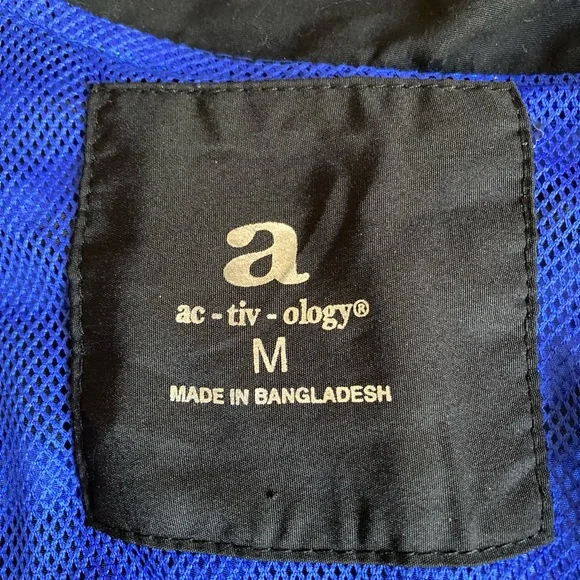 a
ac - tiv - ology®
M
MADE IN BANGLADESH